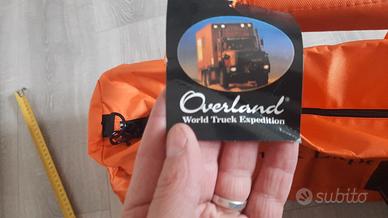 Overland®
World Truck Expedition
subito